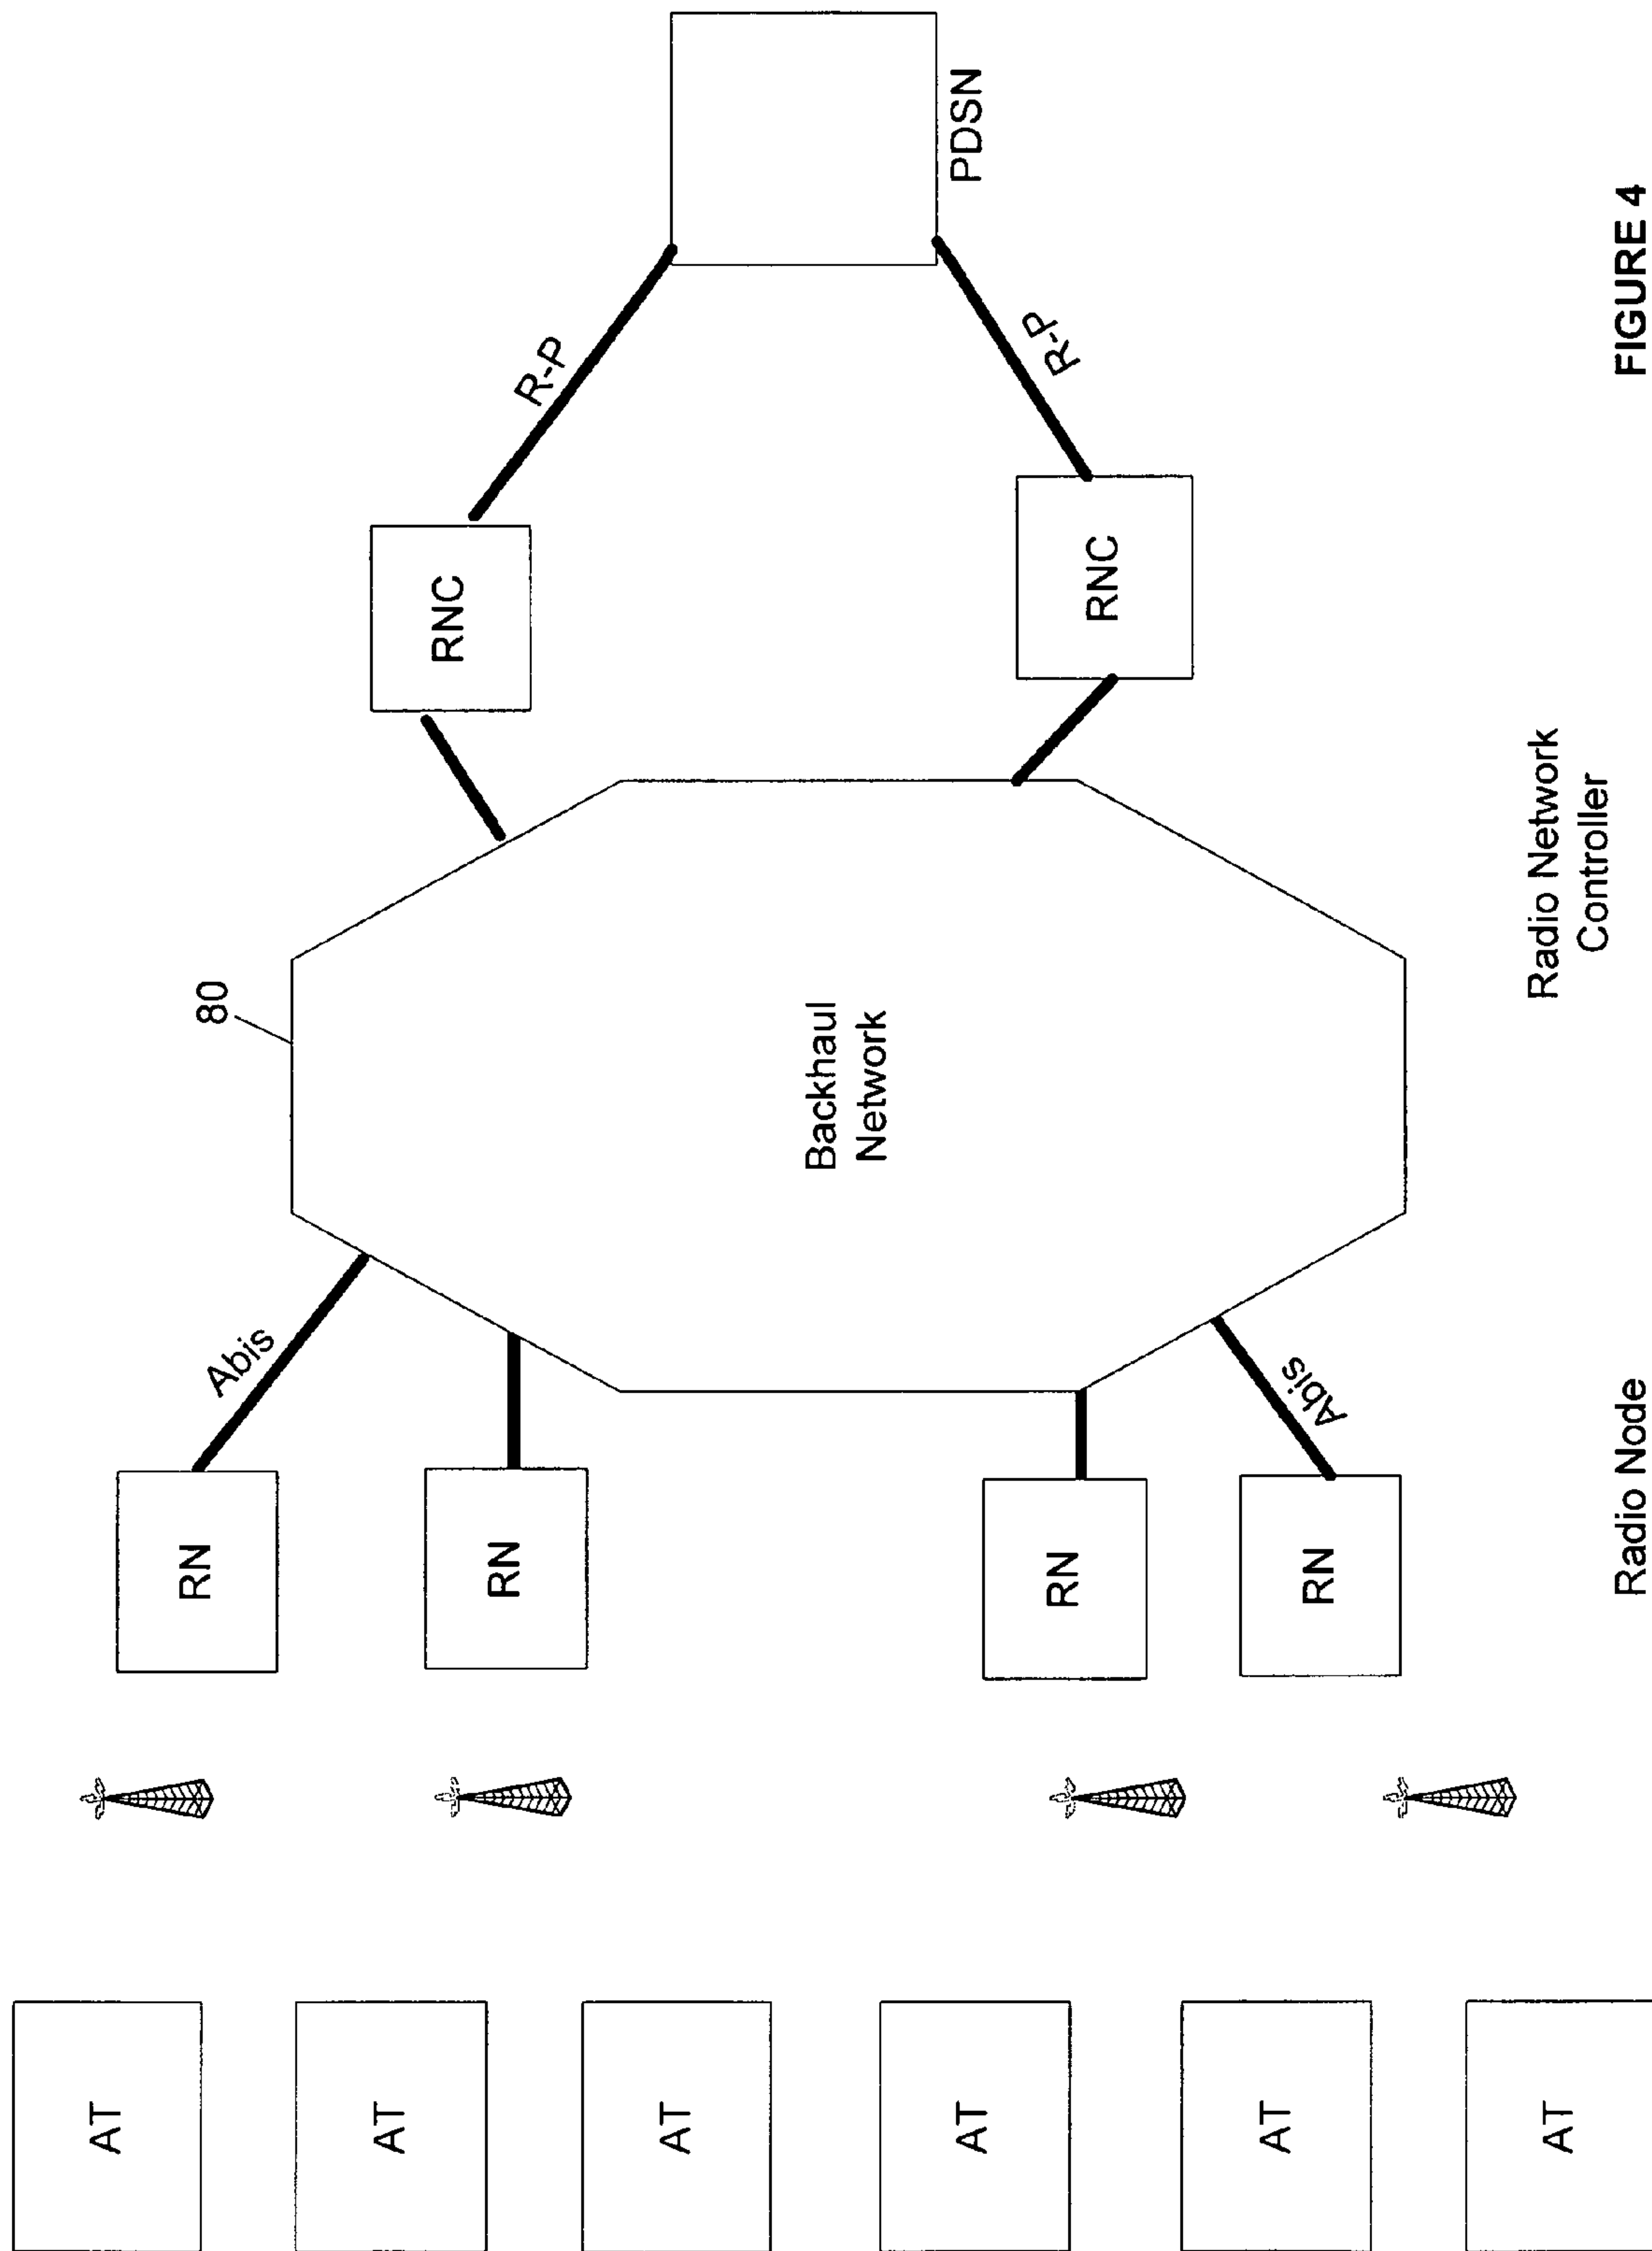 AT
RN
80
Abis
AT
RNC
RN
R-P
AT
Backhaul
Network
PDSN
AT
RN
R-P
RNC
AT
RN
Abis
AT
Radio Network
Controller
Radio Node
FIGURE 4